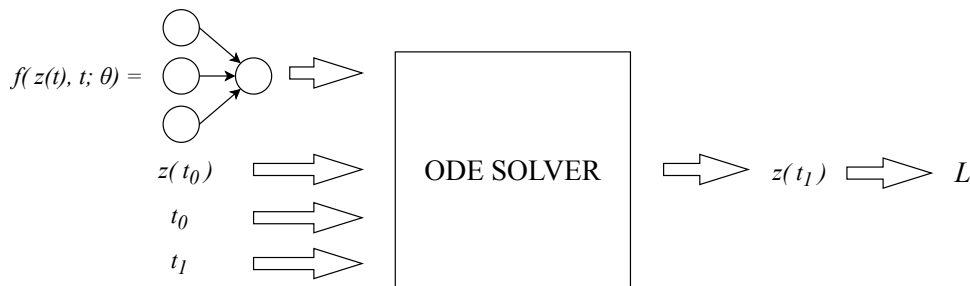 f( z(t), t; θ) =
z( t₀ )
t₀
t₁
ODE SOLVER
z( t₁ )
L